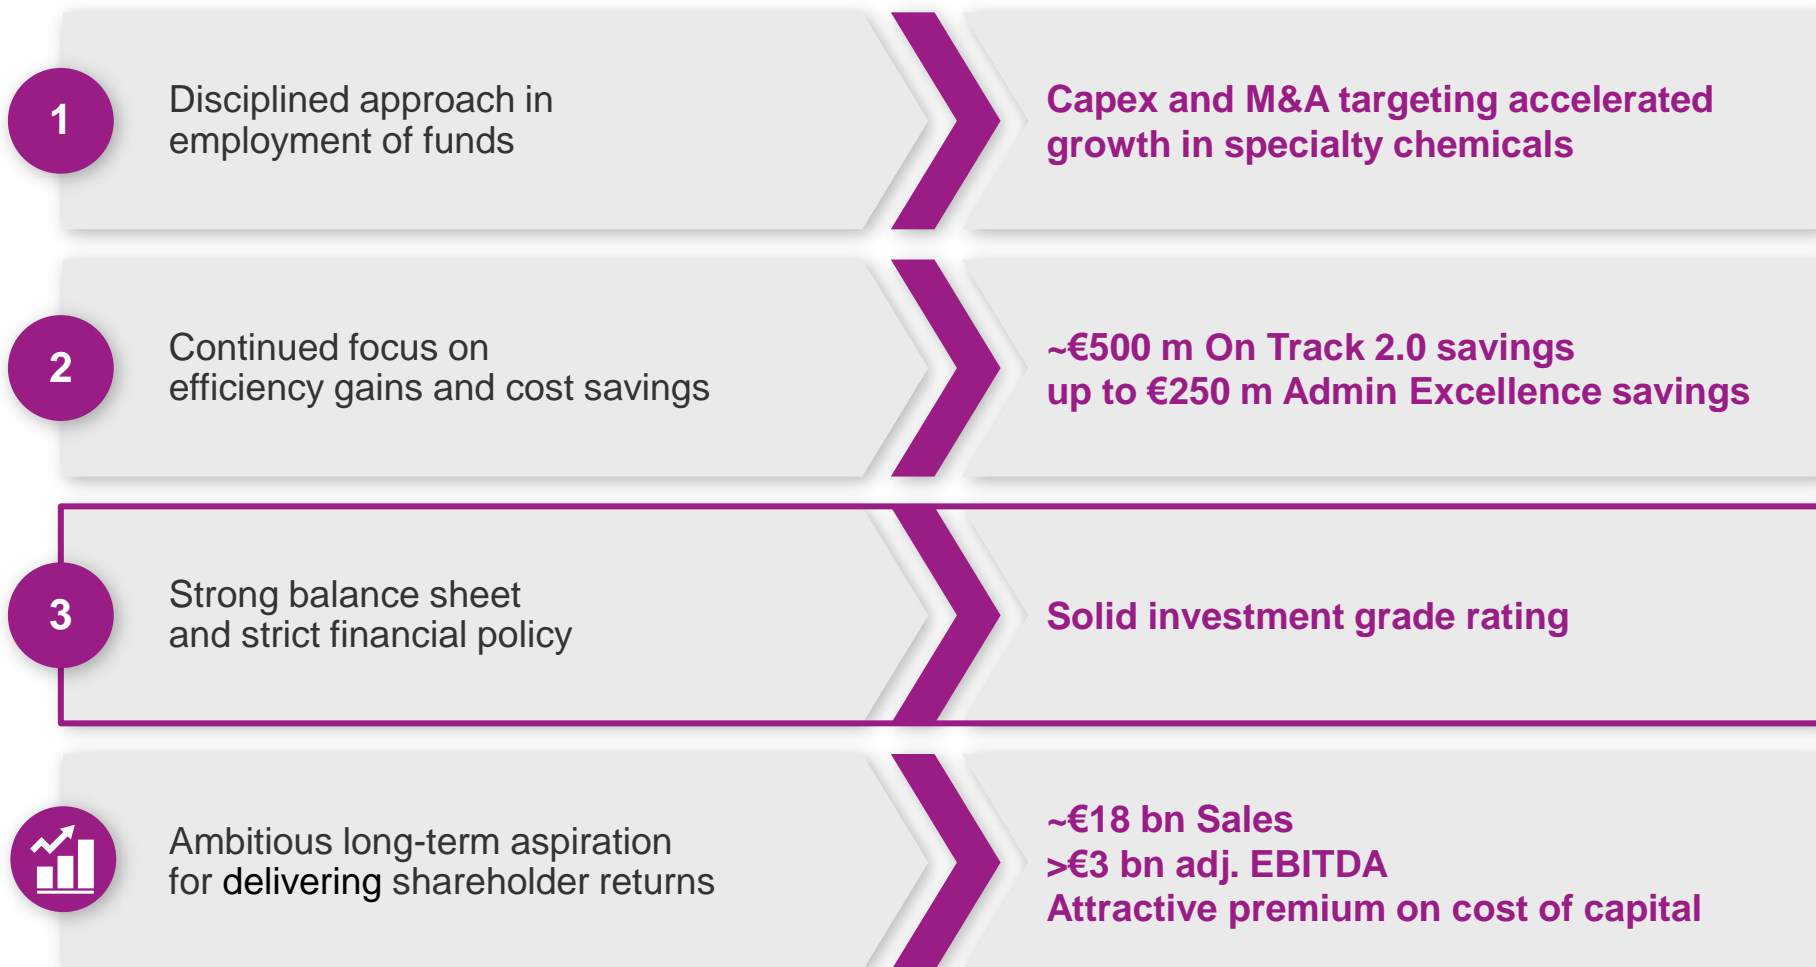 1
Disciplined approach in
employment of funds
Capex and M&A targeting accelerated
growth in specialty chemicals
2
Continued focus on
efficiency gains and cost savings
~€500 m On Track 2.0 savings
up to €250 m Admin Excellence savings
3
Strong balance sheet
and strict financial policy
Solid investment grade rating
Ambitious long-term aspiration
for delivering shareholder returns
~€18 bn Sales
>€3 bn adj. EBITDA
Attractive premium on cost of capital